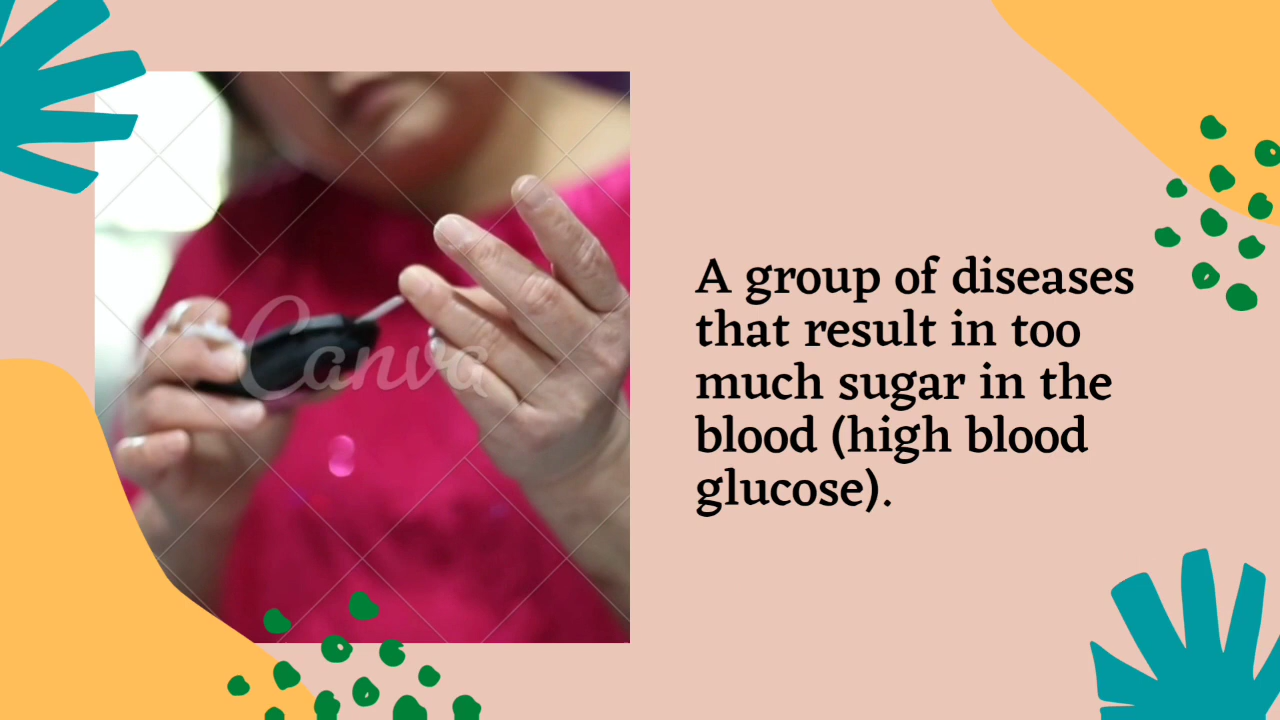 Canva
A group of diseases
that result in too
much sugar in the
blood (high blood
glucose).